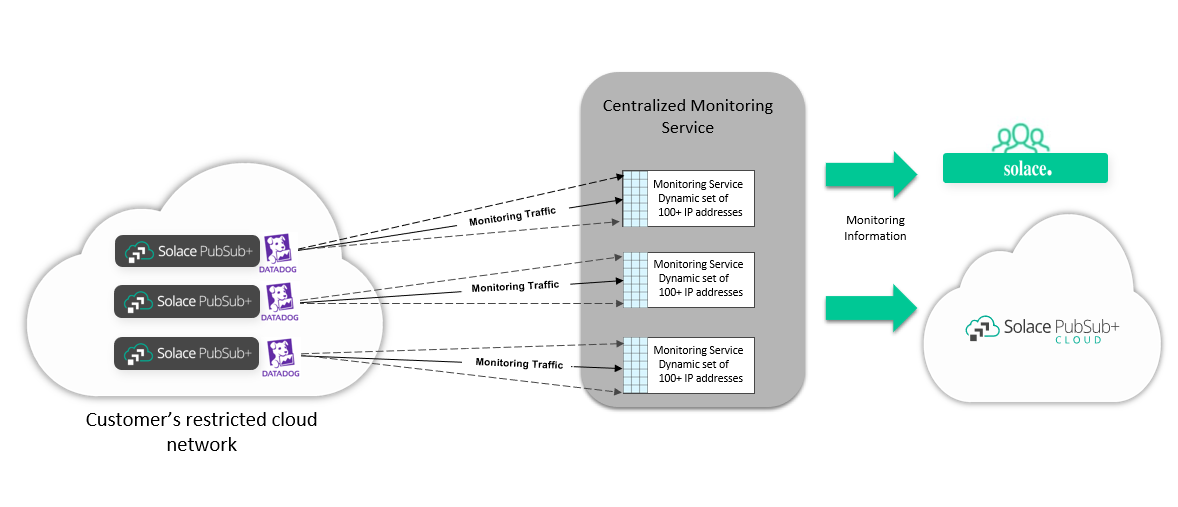 Centralized Monitoring
Service
Monitoring Service
Dynamic set of
100+ IP addresses
Monitoring Service
Dynamic set of
100+ IP addresses
Monitoring Service
Dynamic set of
100+ IP addresses
Monitoring Traffic
Monitoring Traffic
Monitoring Traffic
Solace PubSub+
DATADOG
Solace PubSub+
DATADOG
Solace PubSub+
DATADOG
Customer's restricted cloud
network
solace.
Monitoring
Information
Solace PubSub+
CLOUD